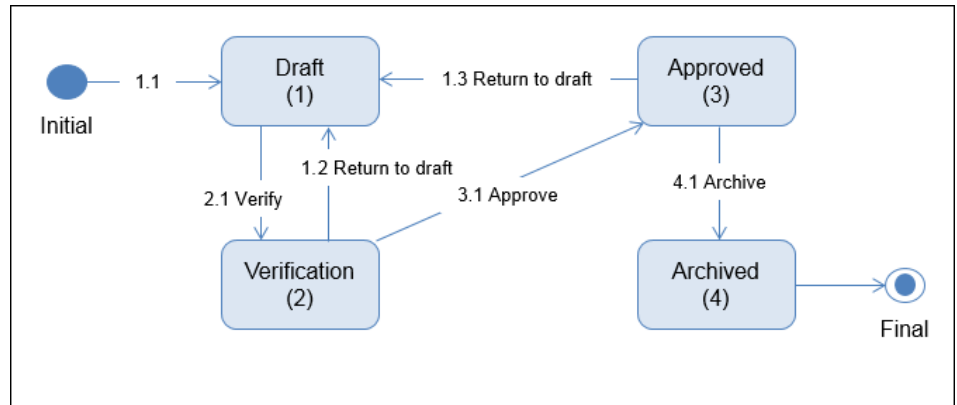 Initial
1.1
Draft
(1)
1.3 Return to draft
Approved
(3)
2.1 Verify
1.2 Return to draft
3.1 Approve
4.1 Archive
Verification
(2)
Archived
(4)
Final